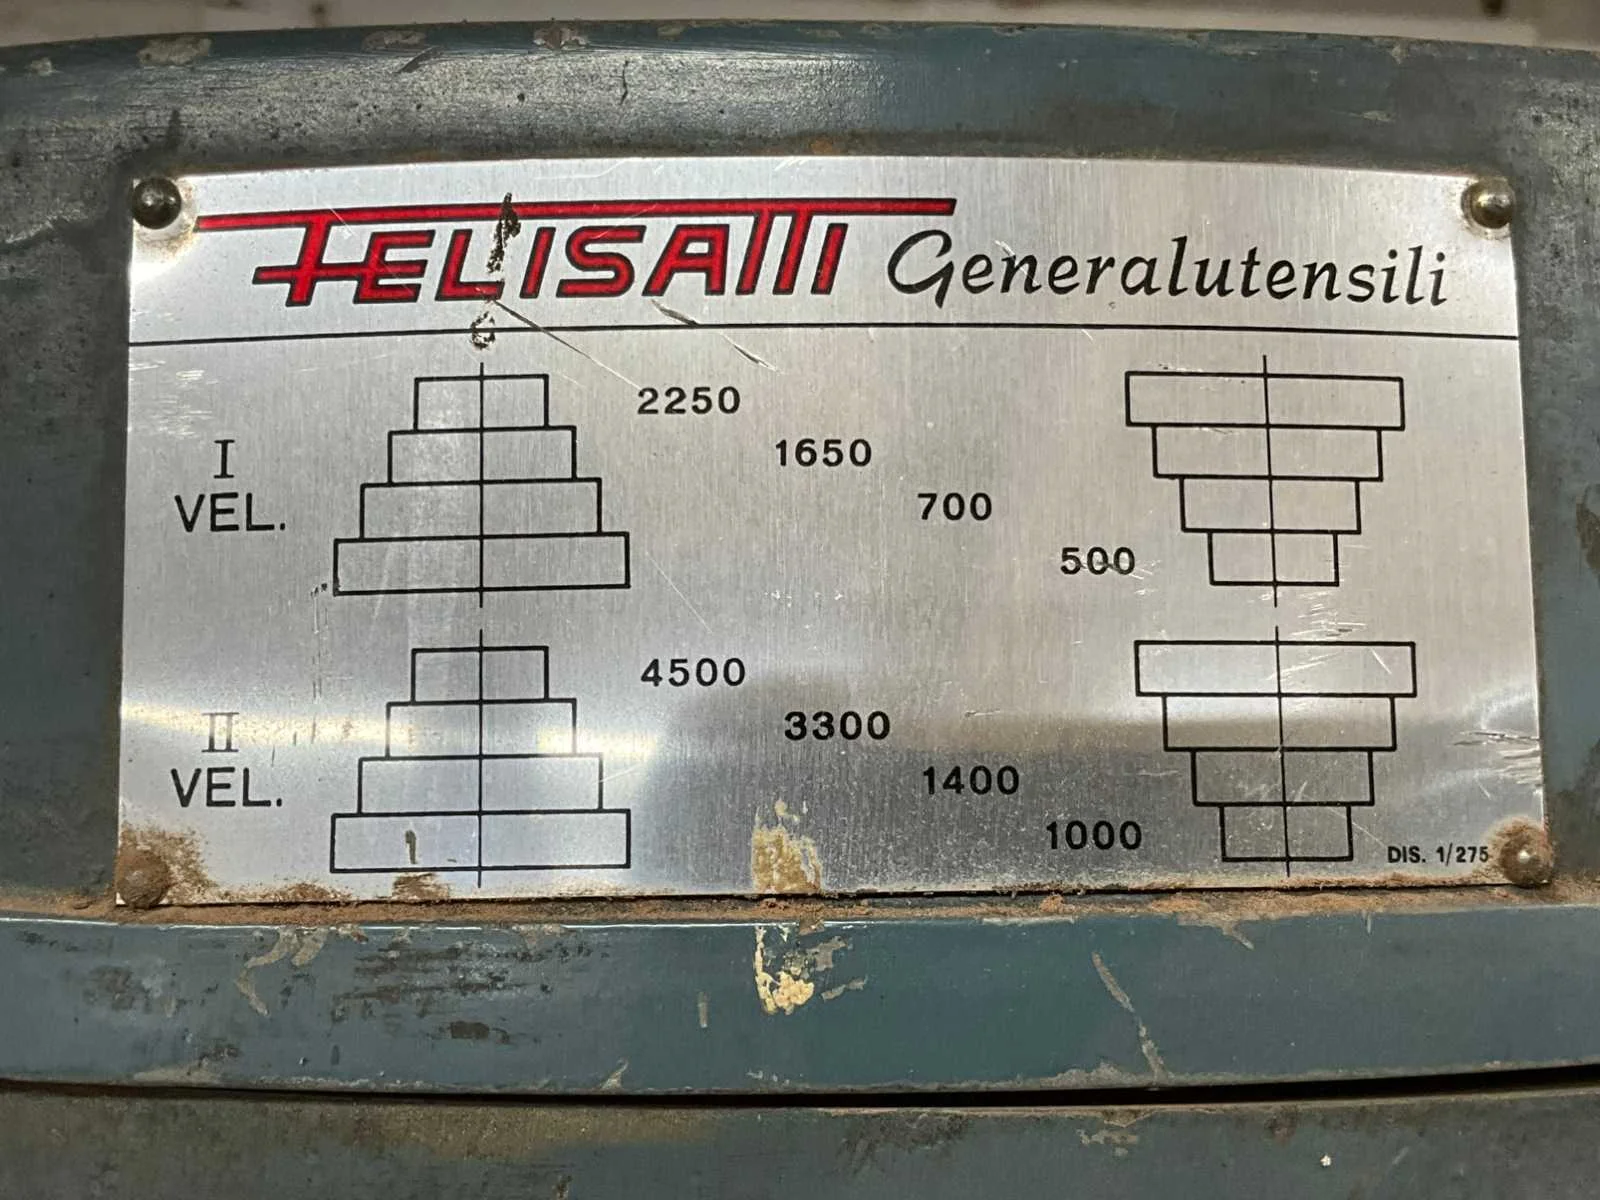 FELISATTI Generalutensili
I
VEL.
2250
1650
700
500
II
VEL.
4500
3300
1400
1000
DIS. 1/275